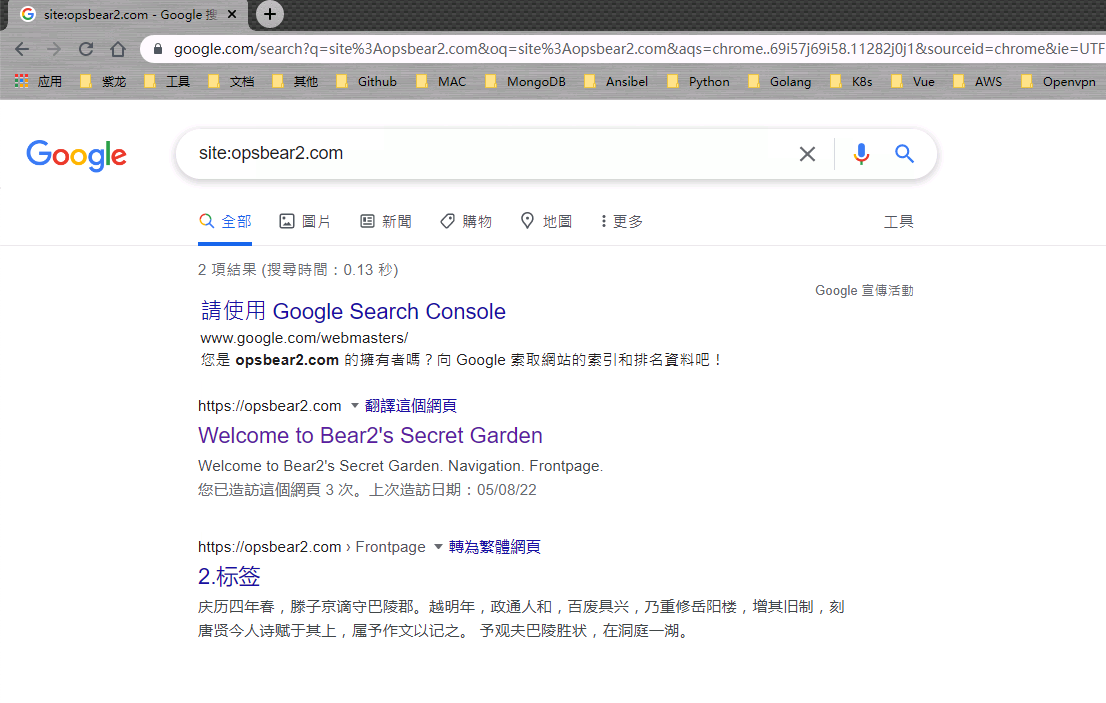 site:opsbear2.com - Google 搜
google.com/search?q=site%3Aopsbear2.com&oq=site%3Aopsbear2.com&aqs=chrome..69i57j69i58.11282j0j1&sourceid=chrome&ie=UTF
应用 紫龙 工具 文档 其他 Github MAC MongoDB Ansibel Python Golang K8s Vue AWS Openvpn
Google
site:opsbear2.com
全部 圖片 新聞 購物 地圖 更多 工具
2 項結果 (搜尋時間：0.13 秒)
Google 宣傳活動
請使用 Google Search Console
www.google.com/webmasters/
您是 opsbear2.com 的擁有者嗎？向 Google 索取網站的索引和排名資料吧！
https://opsbear2.com 翻譯這個網頁
Welcome to Bear2's Secret Garden
Welcome to Bear2's Secret Garden. Navigation. Frontpage.
您已造訪這個網頁 3 次。上次造訪日期：05/08/22
https://opsbear2.com › Frontpage 轉為繁體網頁
2.标签
庆历四年春，滕子京谪守巴陵郡。越明年，政通人和，百废具兴，乃重修岳阳楼，增其旧制，刻
唐贤今人诗赋于其上，属予作文以记之。 予观夫巴陵胜状，在洞庭一湖。